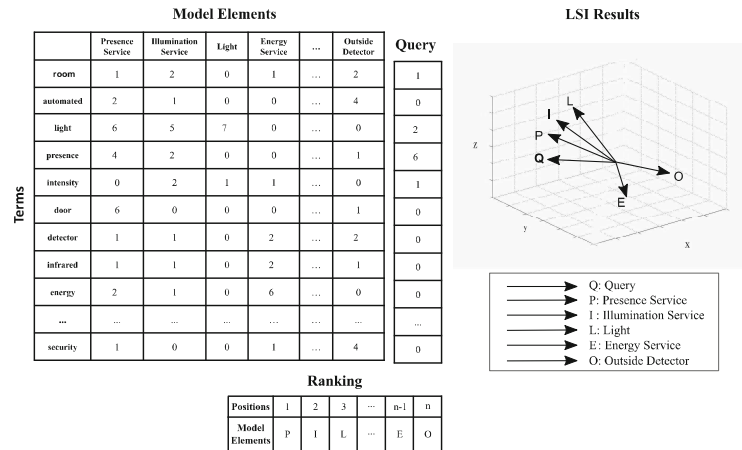 Model Elements
LSI Results
Presence Service Illumination Service Light Energy Service ... Outside Detector
Query
room 1 2 0 1 ... 2 1
automated 2 1 0 0 ... 4 0
light 6 5 7 0 ... 0 2
presence 4 2 0 0 ... 1 6
intensity 0 2 1 1 ... 0 1
door 6 0 0 0 ... 1 0
detector 1 1 0 2 ... 2 0
infrared 1 1 0 2 ... 1 0
energy 2 1 0 6 ... 0 0
... ... ... ... ... ... ... ...
security 1 0 0 1 ... 4 0
Terms
L
I
P
Q
O
E
Z
y
X
Q: Query
P: Presence Service
I : Illumination Service
L: Light
E: Energy Service
O: Outside Detector
Ranking
Positions 1 2 3 ... n-1 n
Model Elements P I L ... E O